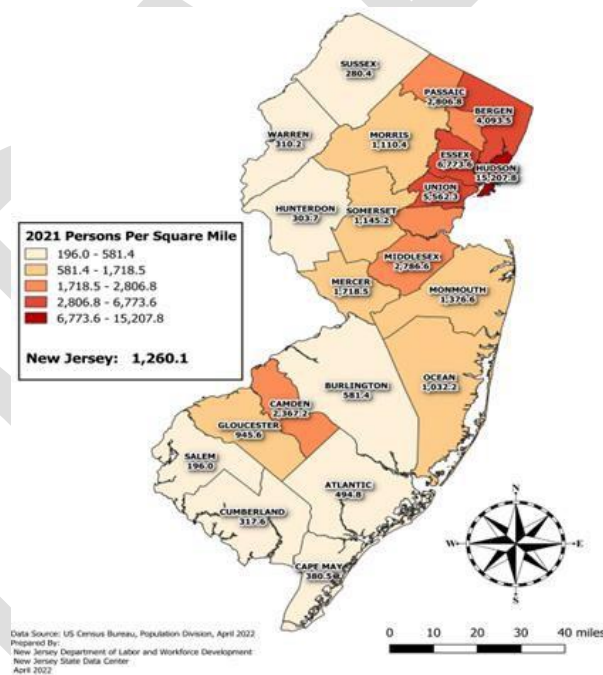 SUSSEX
280.4
PASSAIC
2,806.8
BERGEN
4,093.5
WARREN
310.2
MORRIS
1,110.4
ESSEX
6,773.6
HUDSON
15,207.8
UNION
5,562.3
HUNTERDON
303.7
SOMERSET
1,145.2
2021 Persons Per Square Mile
196.0 - 581.4
581.4 - 1,718.5
1,718.5 - 2,806.8
2,806.8 - 6,773.6
6,773.6 - 15,207.8
New Jersey: 1,260.1
MIDDLESEX
2,786.6
MERCER
1,718.5
MONMOUTH
1,376.6
OCEAN
1,032.2
BURLINGTON
581.4
CAMDEN
2,367.2
GLOUCESTER
945.6
SALEM
196.0
ATLANTIC
494.8
CUMBERLAND
317.6
CAPE MAY
380.5
N
W E
S
Data Source: US Census Bureau, Population Division, April 2022
Prepared By:
New Jersey Department of Labor and Workforce Development
New Jersey State Data Center
April 2022
0 10 20 30 40 miles